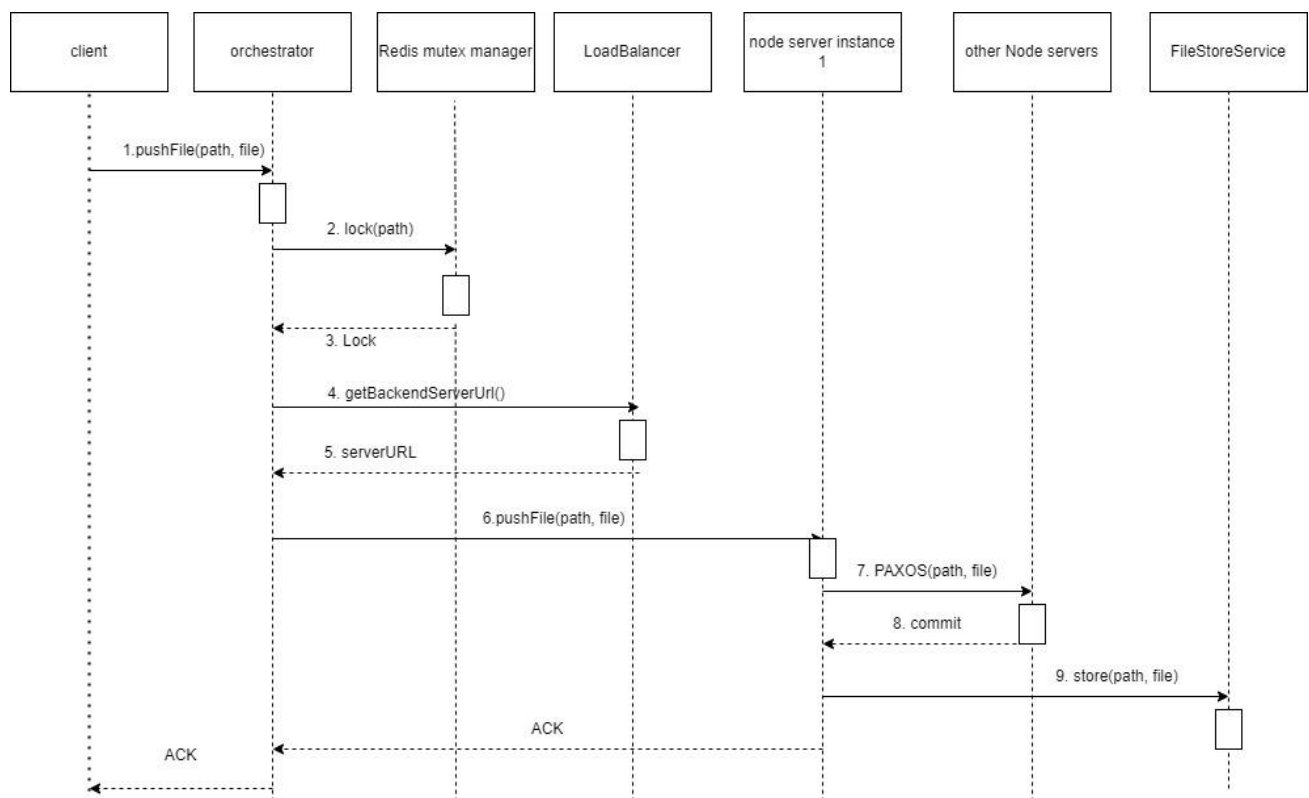 client
orchestrator
Redis mutex manager
LoadBalancer
node server instance
1
other Node servers
FileStoreService
1.pushFile(path, file)
2. lock(path)
3. Lock
4. getBackendServerUrl()
5. serverURL
6.pushFile(path, file)
7. PAXOS(path, file)
8. commit
9. store(path, file)
ACK
ACK